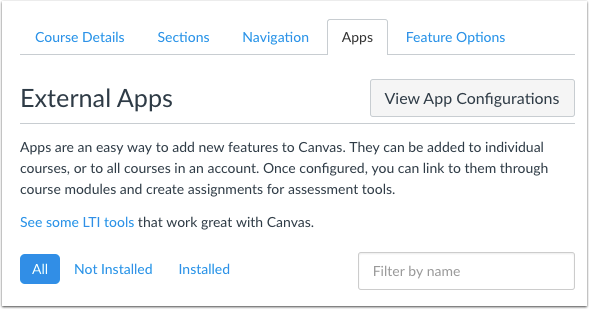 Course Details Sections Navigation Apps Feature Options
External Apps View App Configurations
Apps are an easy way to add new features to Canvas. They can be added to individual
courses, or to all courses in an account. Once configured, you can link to them through
course modules and create assignments for assessment tools.
See some LTI tools that work great with Canvas.
All Not Installed Installed Filter by name